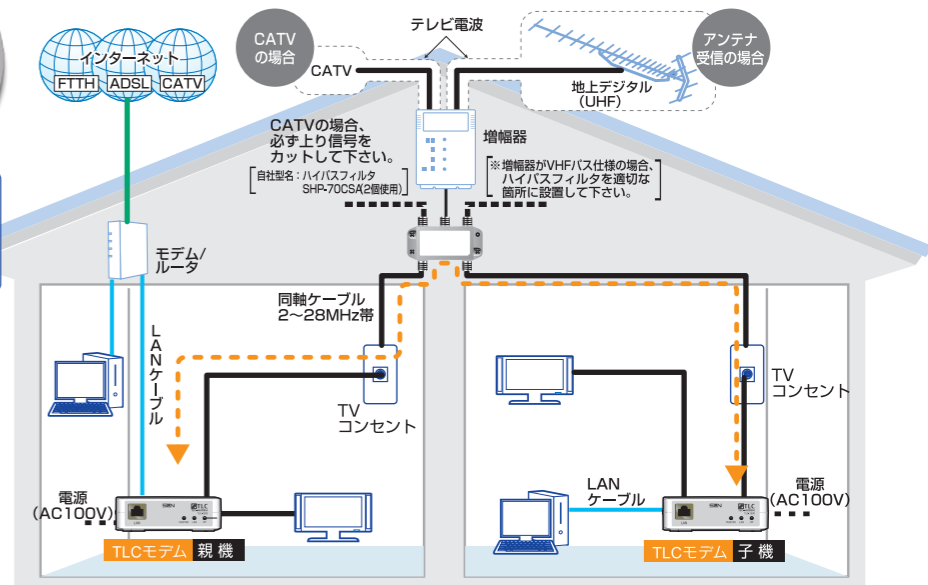 インターネット
FTTH ADSL CATV
CATV
の場合
テレビ電波
アンテナ
受信の場合
CATV
地上デジタル
(UHF)
CATVの場合、
必ず上り信号を
カットして下さい。
自社型名：ハイパスフィルタ
SHP-70CSA(2個使用)
増幅器
※増幅器がVHFパス仕様の場合、
ハイパスフィルタを適切な
箇所に設置して下さい。
モデム/
ルータ
同軸ケーブル
2～28MHz帯
LANケーブル
TV
コンセント
TV
コンセント
電源
(AC100V)
LAN
TLC
TLCモデム 親機
LAN
ケーブル
電源
(AC100V)
LAN
TLC
TLCモデム 子機